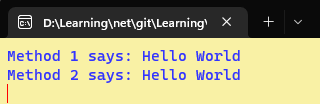 D:\Learning\net\git\Learning\
Method 1 says: Hello World
Method 2 says: Hello World